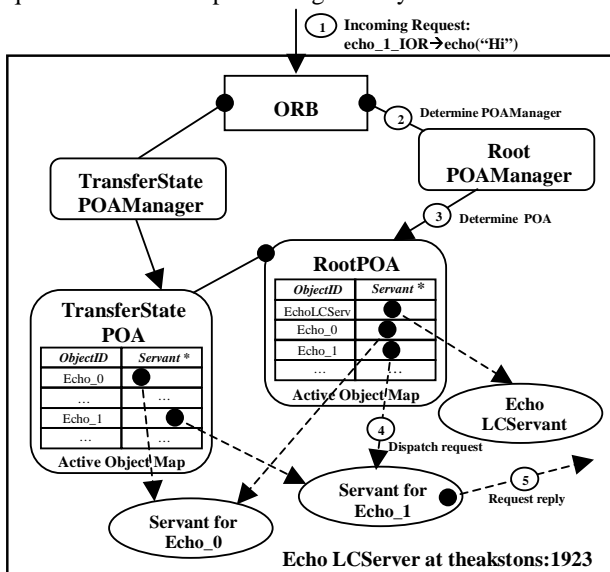 1 Incoming Request:
echo_1_IOR→echo(“Hi”)
ORB
2 Determine POAManager
TransferState
POAManager
Root
POAManager
3 Determine POA
RootPOA
ObjectID Servant *
EchoLCServ
Echo_0
Echo_1
… …
Active Object Map
TransferState
POA
ObjectID Servant *
Echo_0
… …
Echo_1
… …
Active Object Map
Echo
LCServant
4
Dispatch request
Servant for
Echo_1
5
Request reply
Servant for
Echo_0
Echo LCServer at theakstons:1923